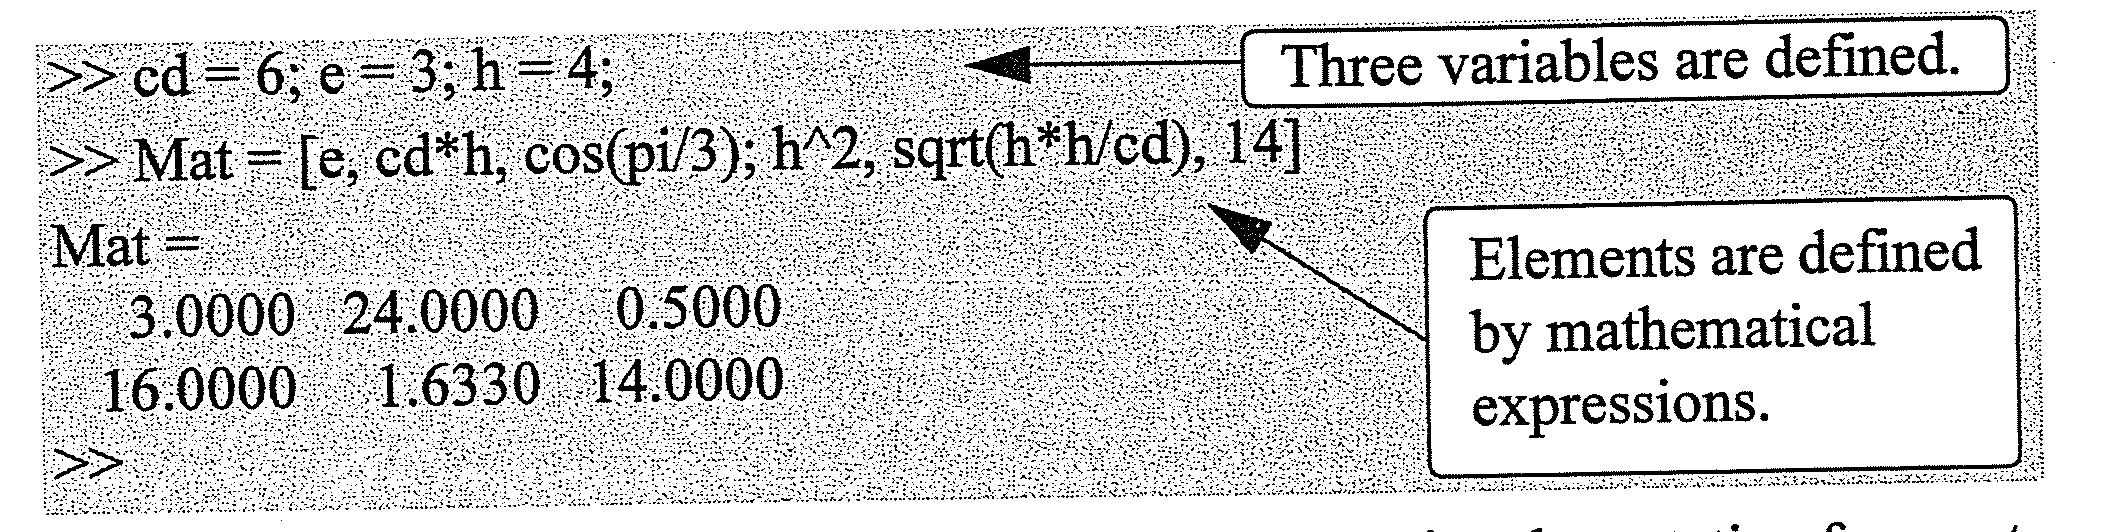 >> cd = 6; e = 3; h = 4;
Three variables are defined.
>> Mat = [e, cd*h, cos(pi/3); h^2, sqrt(h*h/cd), 14]
Mat =
3.0000 24.0000 0.5000
16.0000 1.6330 14.0000
>>
Elements are defined
by mathematical
expressions.